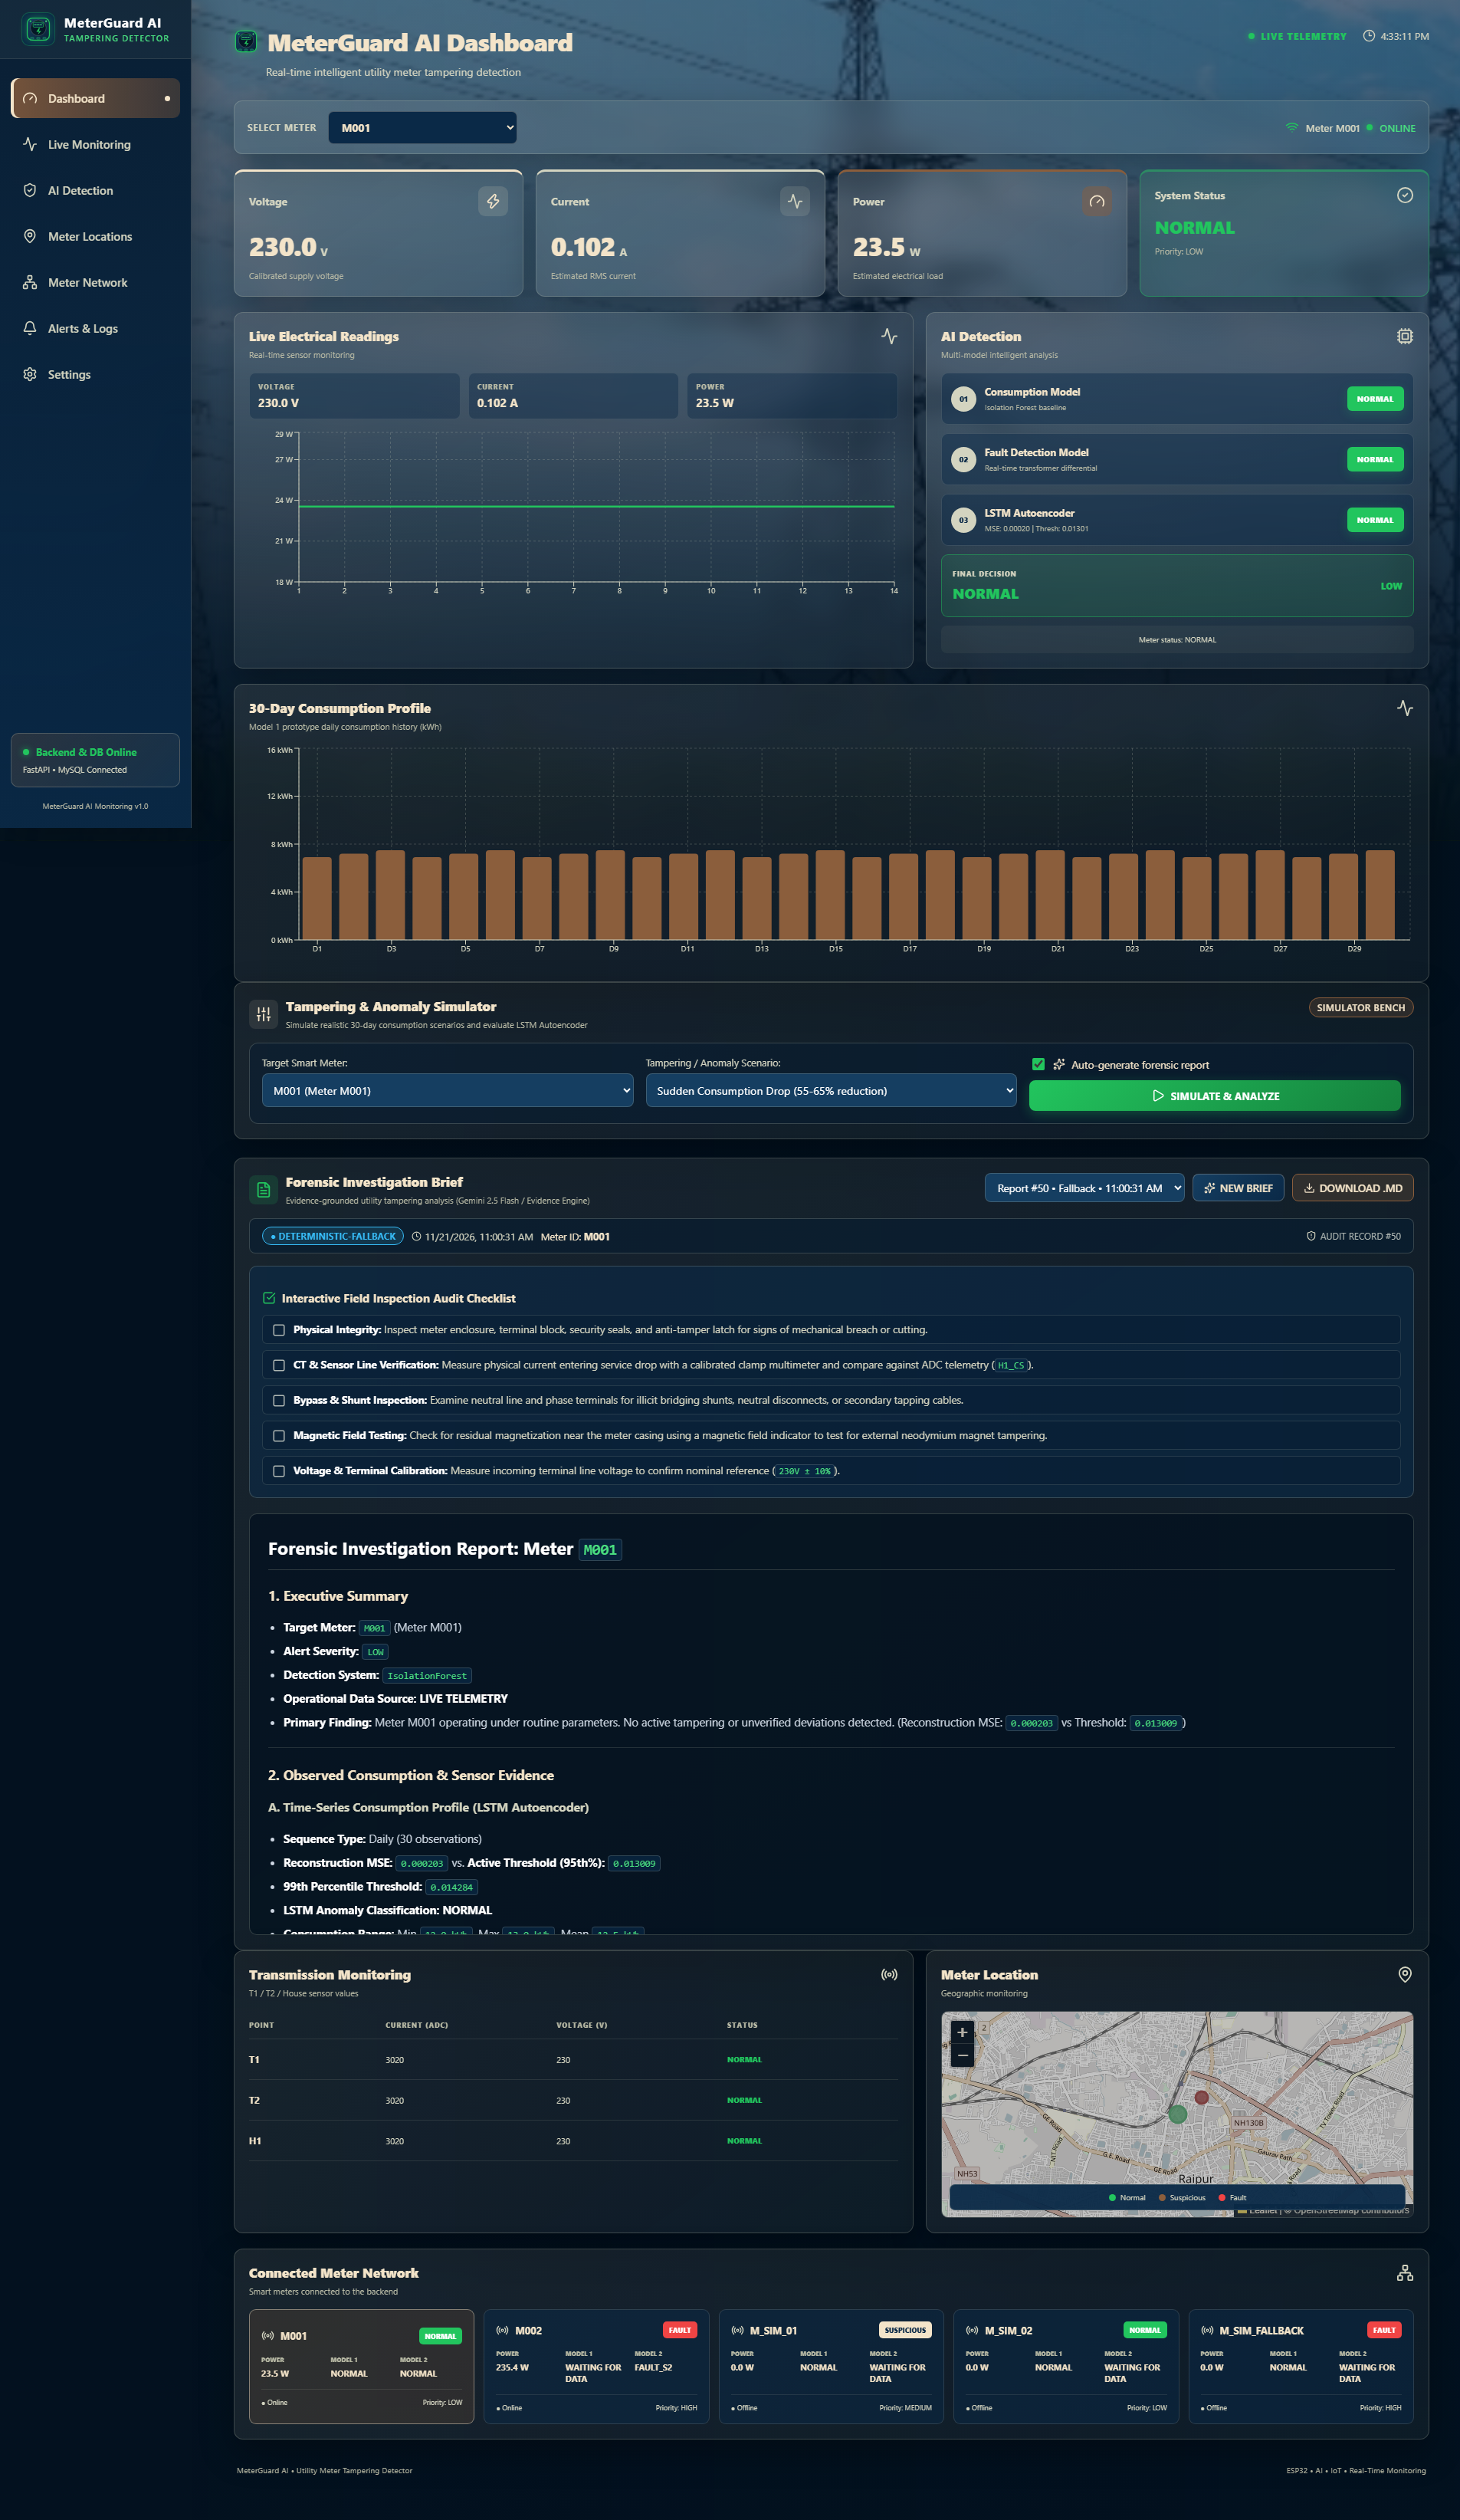 MeterGuard AI
TAMPERING DETECTOR
Dashboard
Live Monitoring
AI Detection
Meter Locations
Meter Network
Alerts & Logs
Settings
Backend & DB Online
FastAPI • MySQL Connected
MeterGuard AI Monitoring v1.0
MeterGuard AI Dashboard
Real-time intelligent utility meter tampering detection
LIVE TELEMETRY 4:33:11 PM
SELECT METER M001 Meter M001 ONLINE
Voltage
230.0 V
Calibrated supply voltage
Current
0.102 A
Estimated RMS current
Power
23.5 W
Estimated electrical load
System Status
NORMAL
Priority: LOW
Live Electrical Readings
Real-time sensor monitoring
VOLTAGE
230.0 V
CURRENT
0.102 A
POWER
23.5 W
29 W
27 W
24 W
21 W
18 W
1 2 3 4 5 6 7 8 9 10 11 12 13 14
AI Detection
Multi-model intelligent analysis
01 Consumption Model NORMAL
Isolation Forest baseline
02 Fault Detection Model NORMAL
Real-time transformer differential
03 LSTM Autoencoder NORMAL
MSE: 0.00020 | Thresh: 0.01301
FINAL DECISION
NORMAL LOW
Meter status: NORMAL
30-Day Consumption Profile
Model 1 prototype daily consumption history (kWh)
16 kWh
12 kWh
8 kWh
4 kWh
0 kWh
D1 D3 D5 D7 D9 D11 D13 D15 D17 D19 D21 D23 D25 D27 D29
Tampering & Anomaly Simulator SIMULATOR BENCH
Simulate realistic 30-day consumption scenarios and evaluate LSTM Autoencoder
Target Smart Meter:
M001 (Meter M001)
Tampering / Anomaly Scenario:
Sudden Consumption Drop (55-65% reduction)
Auto-generate forensic report
SIMULATE & ANALYZE
Forensic Investigation Brief
Evidence-grounded utility tampering analysis (Gemini 2.5 Flash / Evidence Engine)
Report #50 • Fallback • 11:00:31 AM NEW BRIEF DOWNLOAD .MD
● DETERMINISTIC-FALLBACK 11/21/2026, 11:00:31 AM Meter ID: M001 AUDIT RECORD #50
Interactive Field Inspection Audit Checklist
Physical Integrity: Inspect meter enclosure, terminal block, security seals, and anti-tamper latch for signs of mechanical breach or cutting.
CT & Sensor Line Verification: Measure physical current entering service drop with a calibrated clamp multimeter and compare against ADC telemetry (H1_CS).
Bypass & Shunt Inspection: Examine neutral line and phase terminals for illicit bridging shunts, neutral disconnects, or secondary tapping cables.
Magnetic Field Testing: Check for residual magnetization near the meter casing using a magnetic field indicator to test for external neodymium magnet tampering.
Voltage & Terminal Calibration: Measure incoming terminal line voltage to confirm nominal reference (230V ± 10%).
Forensic Investigation Report: Meter M001
1. Executive Summary
• Target Meter: M001 (Meter M001)
• Alert Severity: LOW
• Detection System: IsolationForest
• Operational Data Source: LIVE TELEMETRY
• Primary Finding: Meter M001 operating under routine parameters. No active tampering or unverified deviations detected. (Reconstruction MSE: 0.000203 vs Threshold: 0.013009)
2. Observed Consumption & Sensor Evidence
A. Time-Series Consumption Profile (LSTM Autoencoder)
• Sequence Type: Daily (30 observations)
• Reconstruction MSE: 0.000203 vs. Active Threshold (95th%): 0.013009
• 99th Percentile Threshold: 0.014284
• LSTM Anomaly Classification: NORMAL
• Consumption Range: Min Max Mean
Transmission Monitoring
T1 / T2 / House sensor values
POINT CURRENT (ADC) VOLTAGE (V) STATUS
T1 3020 230 NORMAL
T2 3020 230 NORMAL
H1 3020 230 NORMAL
Meter Location
Geographic monitoring
+
−
2
NH130B
TV Tower Road
GE Road
NIT Road
G.E. Road
GE Road
Gaurav Path
NH53
Raipur
Normal Suspicious Fault
Leaflet | © OpenStreetMap contributors
Connected Meter Network
Smart meters connected to the backend
M001 NORMAL
POWER MODEL 1 MODEL 2
23.5 W NORMAL NORMAL
● Online Priority: LOW
M002 FAULT
POWER MODEL 1 MODEL 2
235.4 W WAITING FOR DATA FAULT_S2
● Online Priority: HIGH
M_SIM_01 SUSPICIOUS
POWER MODEL 1 MODEL 2
0.0 W NORMAL WAITING FOR DATA
● Offline Priority: MEDIUM
M_SIM_02 NORMAL
POWER MODEL 1 MODEL 2
0.0 W NORMAL WAITING FOR DATA
● Offline Priority: LOW
M_SIM_FALLBACK FAULT
POWER MODEL 1 MODEL 2
0.0 W NORMAL WAITING FOR DATA
● Offline Priority: HIGH
MeterGuard AI • Utility Meter Tampering Detector
ESP32 • AI • IoT • Real-Time Monitoring